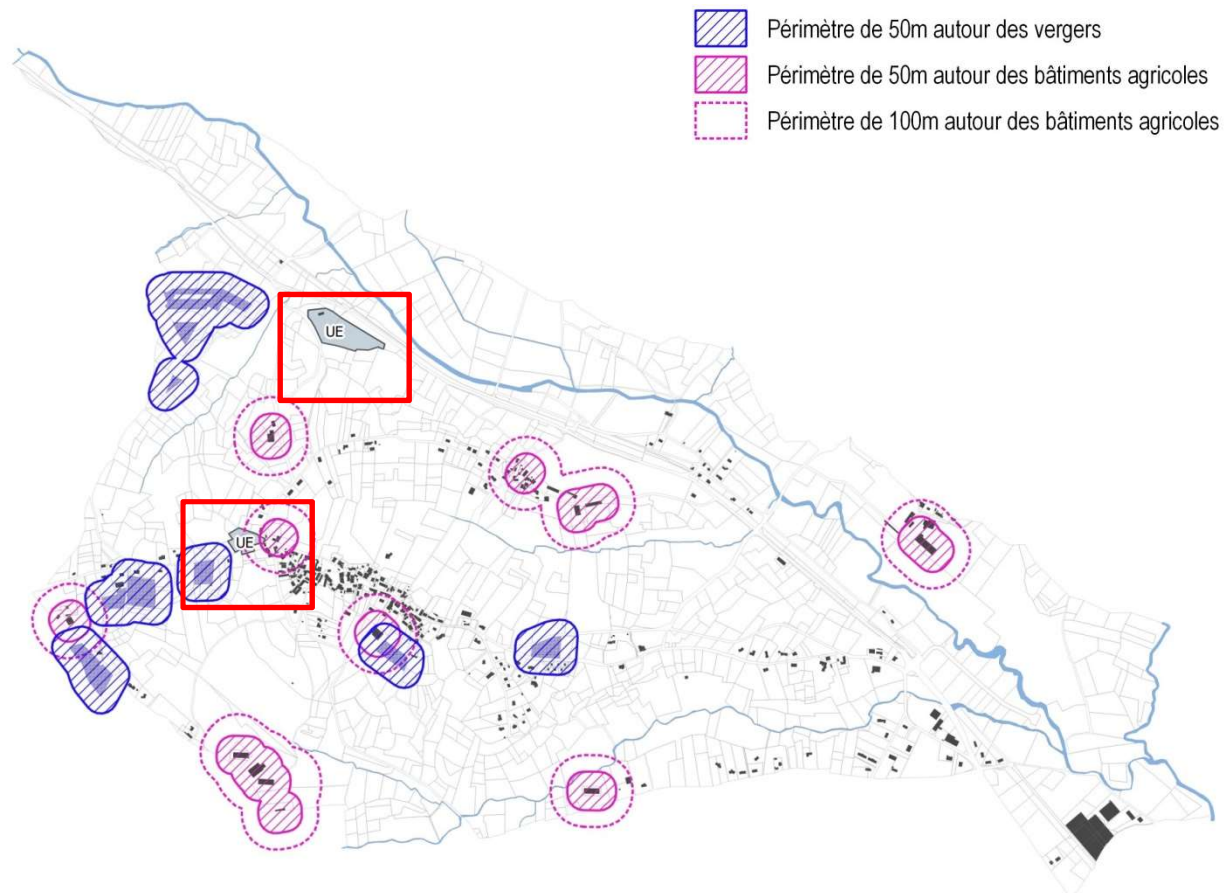 Périmètre de 50m autour des vergers
Périmètre de 50m autour des bâtiments agricoles
Périmètre de 100m autour des bâtiments agricoles
UE
UE